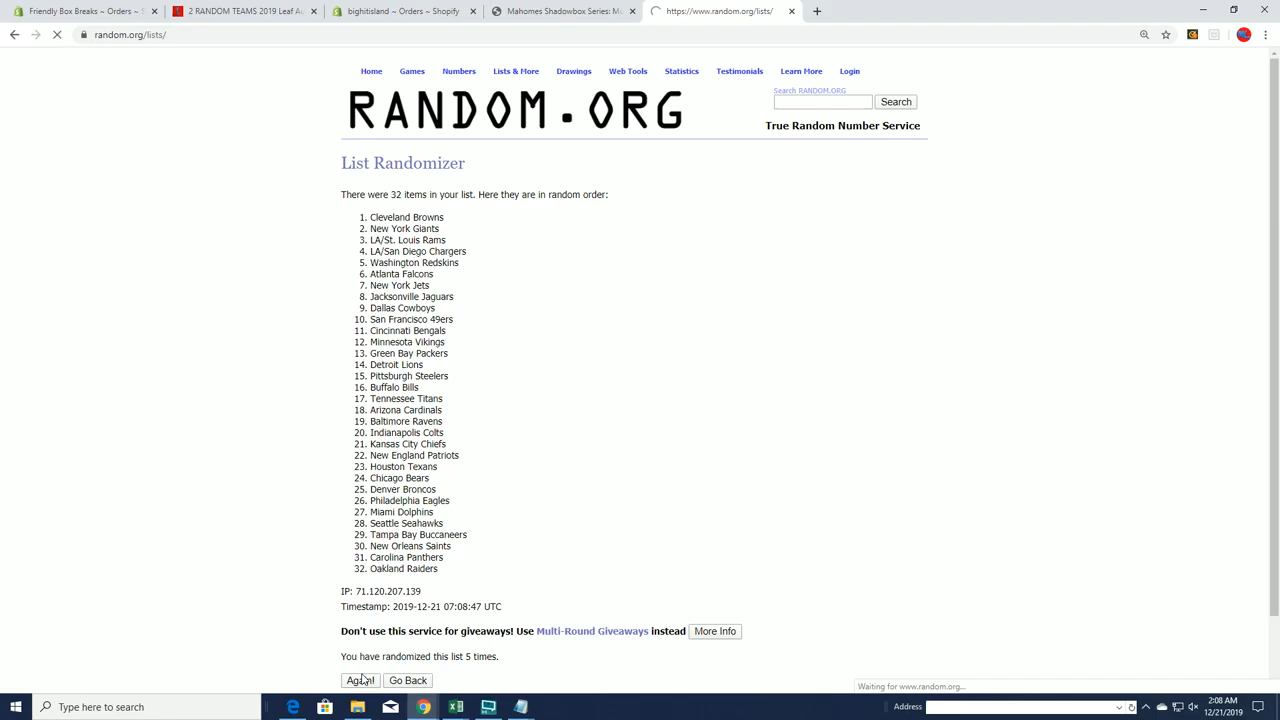 Friendly Box Breaks ~ Orders ~ S
2 RANDOM TEAMS 2019 Leaf Au
bighitsistan ~ Orders ~ Shopify
Mahomes Shadow Series: Mu
https://www.random.org/lists/
random.org/lists/
Home Games Numbers Lists & More Drawings Web Tools Statistics Testimonials Learn More Login
Search RANDOM.ORG
RANDOM.ORG
Search
True Random Number Service
List Randomizer
There were 32 items in your list. Here they are in random order:
1. Cleveland Browns
2. New York Giants
3. LA/St. Louis Rams
4. LA/San Diego Chargers
5. Washington Redskins
6. Atlanta Falcons
7. New York Jets
8. Jacksonville Jaguars
9. Dallas Cowboys
10. San Francisco 49ers
11. Cincinnati Bengals
12. Minnesota Vikings
13. Green Bay Packers
14. Detroit Lions
15. Pittsburgh Steelers
16. Buffalo Bills
17. Tennessee Titans
18. Arizona Cardinals
19. Baltimore Ravens
20. Indianapolis Colts
21. Kansas City Chiefs
22. New England Patriots
23. Houston Texans
24. Chicago Bears
25. Denver Broncos
26. Philadelphia Eagles
27. Miami Dolphins
28. Seattle Seahawks
29. Tampa Bay Buccaneers
30. New Orleans Saints
31. Carolina Panthers
32. Oakland Raiders
IP: 71.120.207.139
Timestamp: 2019-12-21 07:08:47 UTC
Don't use this service for giveaways! Use Multi-Round Giveaways instead More Info
You have randomized this list 5 times.
Again! Go Back
Waiting for www.random.org...
Type here to search
Address
2:08 AM
12/21/2019